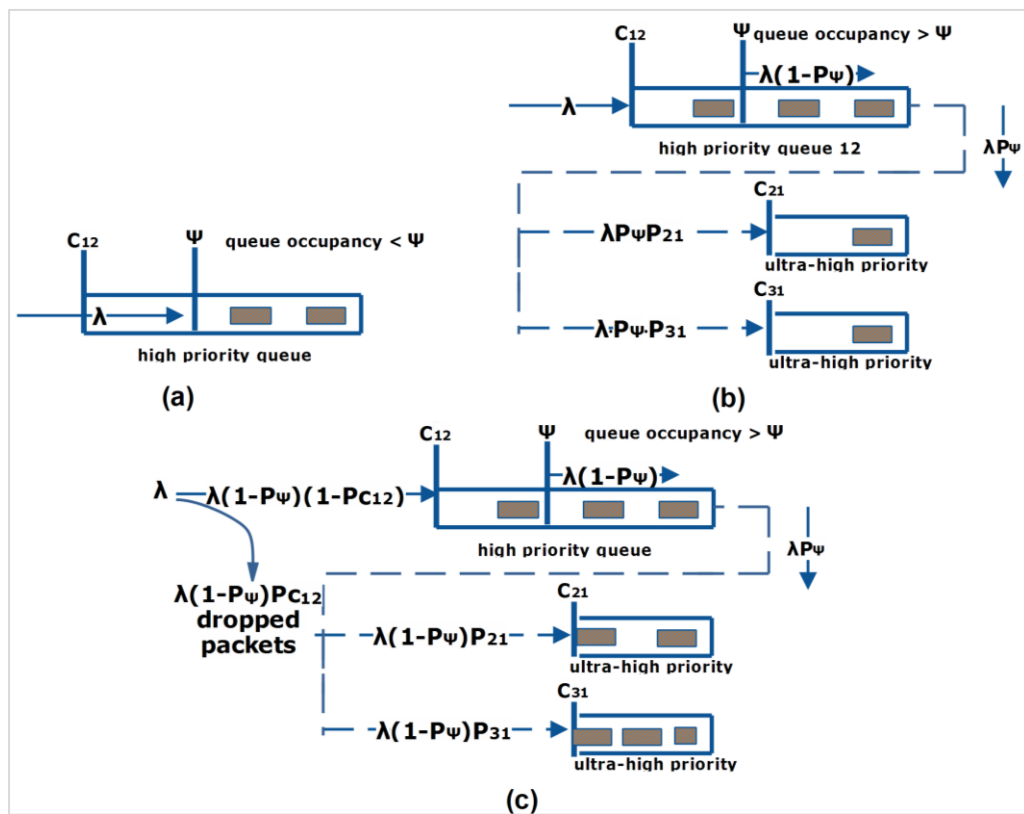 C12
Ψ
queue occupancy < Ψ
λ
high priority queue
(a)
C12
Ψ queue occupancy > Ψ
λ(1-PΨ)
λ
high priority queue 12
λPΨ
C21
λPΨP21
ultra-high priority
C31
λ·PΨ·P31
ultra-high priority
(b)
C12
Ψ
queue occupancy > Ψ
λ(1-PΨ)
λ
λ(1-PΨ)(1-PC12)
high priority queue
λPΨ
λ(1-PΨ)PC12
dropped
packets
C21
λ(1-PΨ)P21
ultra-high priority
C31
λ(1-PΨ)P31
ultra-high priority
(c)